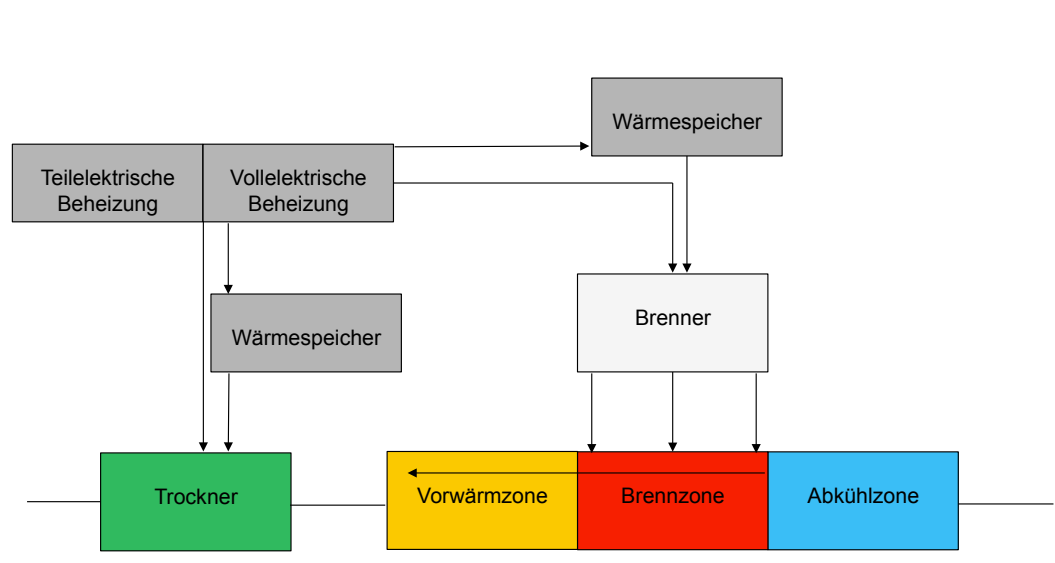 Wärmespeicher
Teilelektrische
Beheizung
Vollelektrische
Beheizung
Wärmespeicher
Brenner
Trockner
Vorwärmzone
Brennzone
Abkühlzone